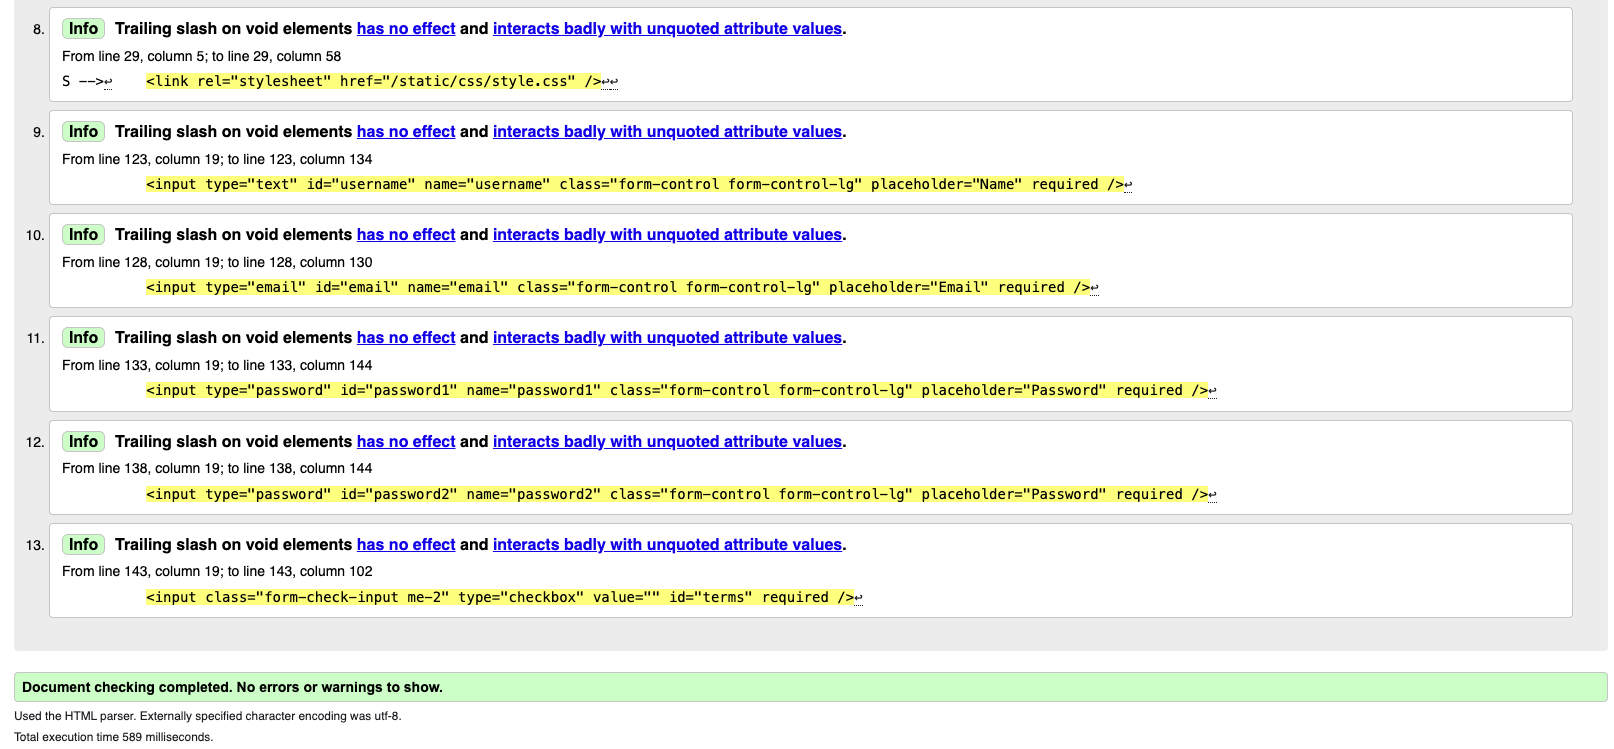 8. Info Trailing slash on void elements has no effect and interacts badly with unquoted attribute values.
From line 29, column 5; to line 29, column 58
S -->↩ <link rel="stylesheet" href="/static/css/style.css" />↩↩
9. Info Trailing slash on void elements has no effect and interacts badly with unquoted attribute values.
From line 123, column 19; to line 123, column 134
<input type="text" id="username" name="username" class="form-control form-control-lg" placeholder="Name" required />↩
10. Info Trailing slash on void elements has no effect and interacts badly with unquoted attribute values.
From line 128, column 19; to line 128, column 130
<input type="email" id="email" name="email" class="form-control form-control-lg" placeholder="Email" required />↩
11. Info Trailing slash on void elements has no effect and interacts badly with unquoted attribute values.
From line 133, column 19; to line 133, column 144
<input type="password" id="password1" name="password1" class="form-control form-control-lg" placeholder="Password" required />↩
12. Info Trailing slash on void elements has no effect and interacts badly with unquoted attribute values.
From line 138, column 19; to line 138, column 144
<input type="password" id="password2" name="password2" class="form-control form-control-lg" placeholder="Password" required />↩
13. Info Trailing slash on void elements has no effect and interacts badly with unquoted attribute values.
From line 143, column 19; to line 143, column 102
<input class="form-check-input me-2" type="checkbox" value="" id="terms" required />↩
Document checking completed. No errors or warnings to show.
Used the HTML parser. Externally specified character encoding was utf-8.
Total execution time 589 milliseconds.